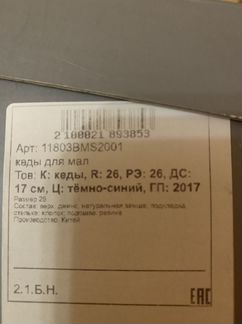 2 100021 893853
Арт: 11803BMS2001
кеды для мал
Тов: К: кеды, R: 26, РЭ: 26, ДС:
17 см, Ц: тёмно-синий, ГП: 2017
Размер 26
Состав: верх: джинс, натуральная замша; подкладка,
стелька: хлопок; подошва: резина
Производство: Китай
2.1.Б.Н.
EAC